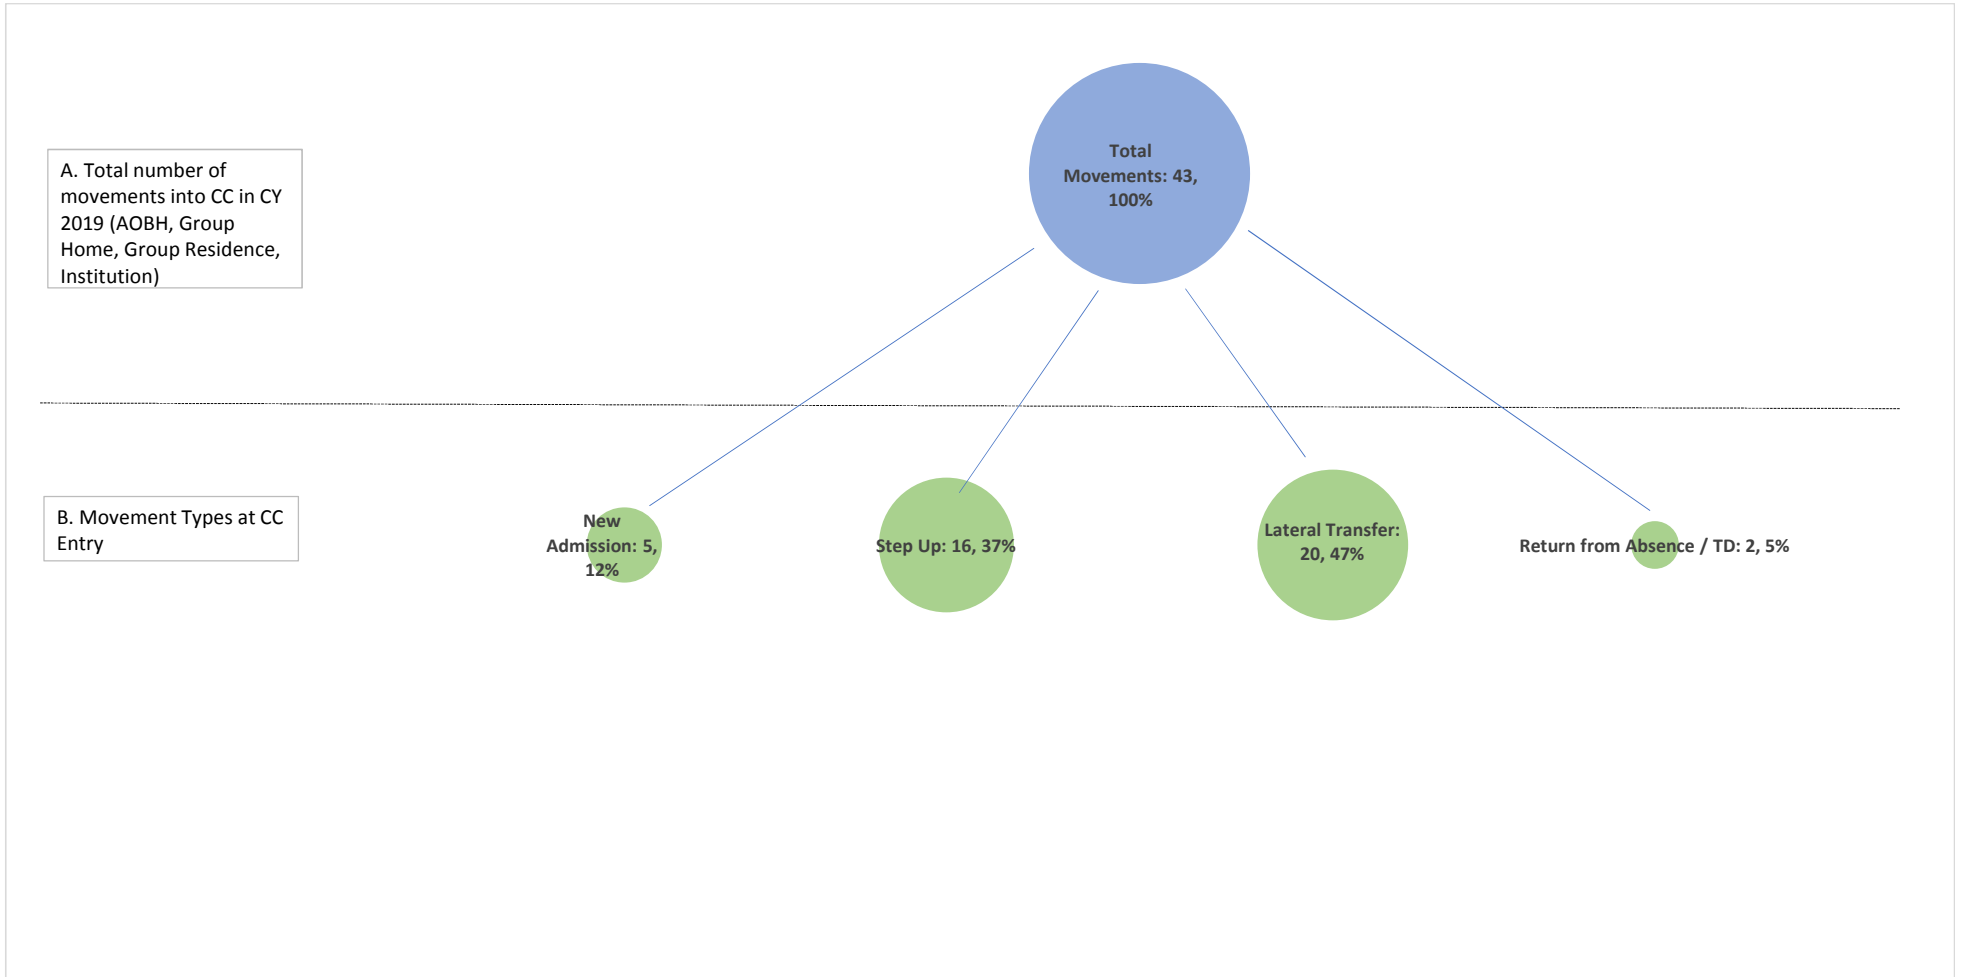 Total
Movements: 43,
100%
A. Total number of
movements into CC in CY
2019 (AOBH, Group
Home, Group Residence,
Institution)
B. Movement Types at CC
Entry
New
Admission: 5,
12%
Step Up: 16, 37%
Lateral Transfer:
20, 47%
Return from Absence / TD: 2, 5%